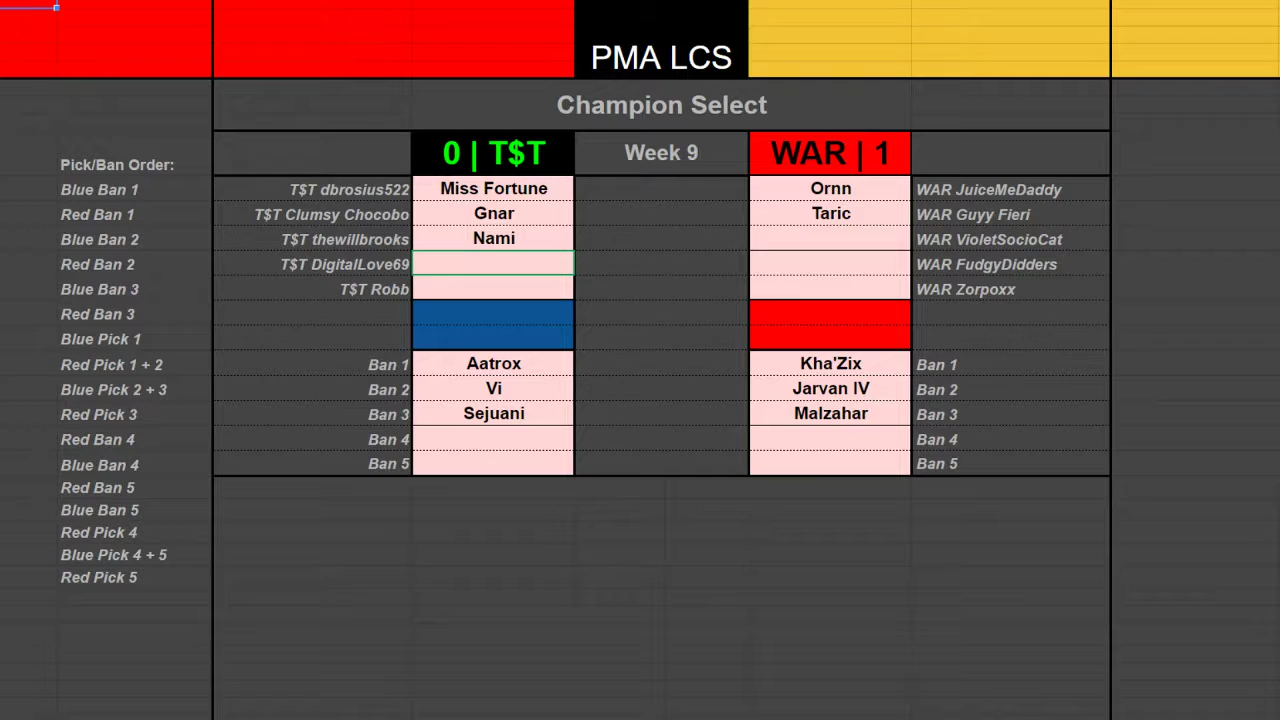 PMA LCS
Champion Select
0 | T$T Week 9 WAR | 1
Pick/Ban Order:
Blue Ban 1 T$T dbrosius522 Miss Fortune Ornn WAR JuiceMeDaddy
Red Ban 1 T$T Clumsy Chocobo Gnar Taric WAR Guyy Fieri
Blue Ban 2 T$T thewillbrooks Nami WAR VioletSocioCat
Red Ban 2 T$T DigitalLove69 WAR FudgyDidders
Blue Ban 3 T$T Robb WAR Zorpoxx
Red Ban 3
Blue Pick 1
Red Pick 1 + 2 Ban 1 Aatrox Kha'Zix Ban 1
Blue Pick 2 + 3 Ban 2 Vi Jarvan IV Ban 2
Red Pick 3 Ban 3 Sejuani Malzahar Ban 3
Red Ban 4 Ban 4 Ban 4
Blue Ban 4 Ban 5 Ban 5
Red Ban 5
Blue Ban 5
Red Pick 4
Blue Pick 4 + 5
Red Pick 5